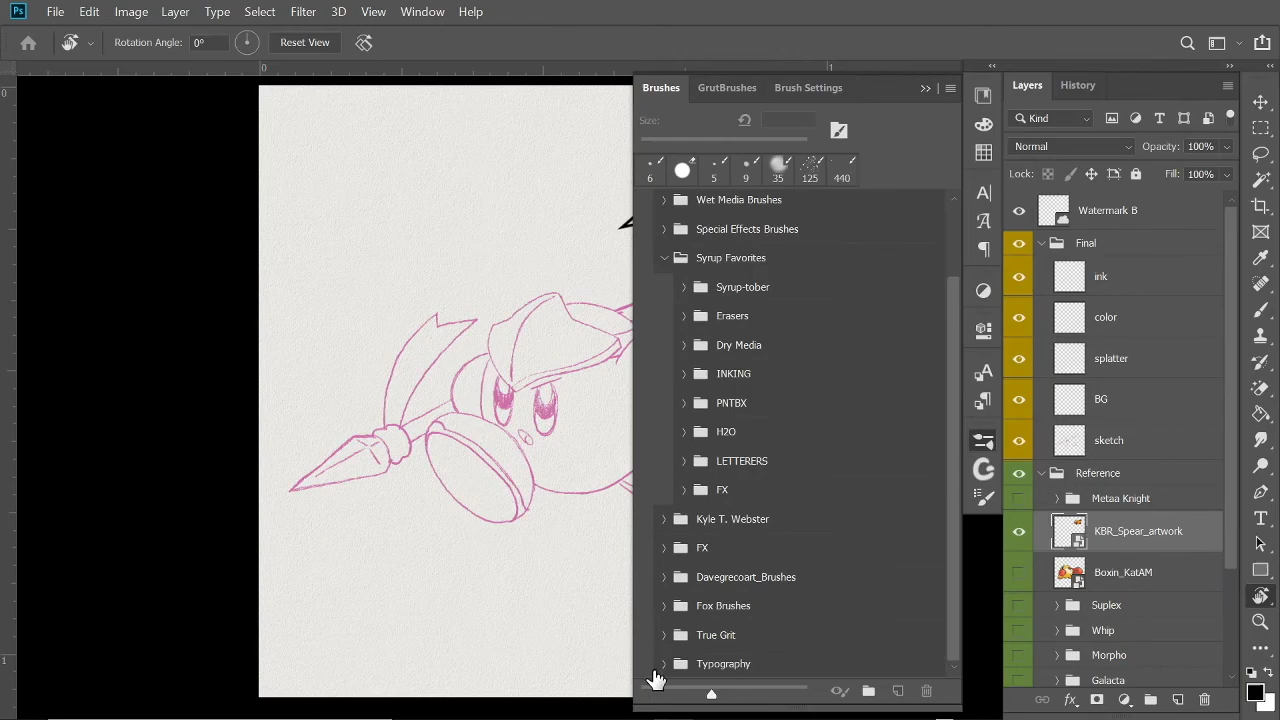 Ps File Edit Image Layer Type Select Filter 3D View Window Help
Rotation Angle: 0° Reset View
0 1
0
1
Brushes GrutBrushes Brush Settings
Size:
6 5 9 35 125 440
Wet Media Brushes
Special Effects Brushes
Syrup Favorites
Syrup-tober
Erasers
Dry Media
INKING
PNTBX
H2O
LETTERERS
FX
Kyle T. Webster
FX
Davegrecoart_Brushes
Fox Brushes
True Grit
Typography
Layers History
Kind
Normal Opacity: 100%
Lock: Fill: 100%
Watermark B
Final
ink
color
splatter
BG
sketch
Reference
Metaa Knight
KBR_Spear_artwork
Boxin_KatAM
Suplex
Whip
Morpho
Galacta